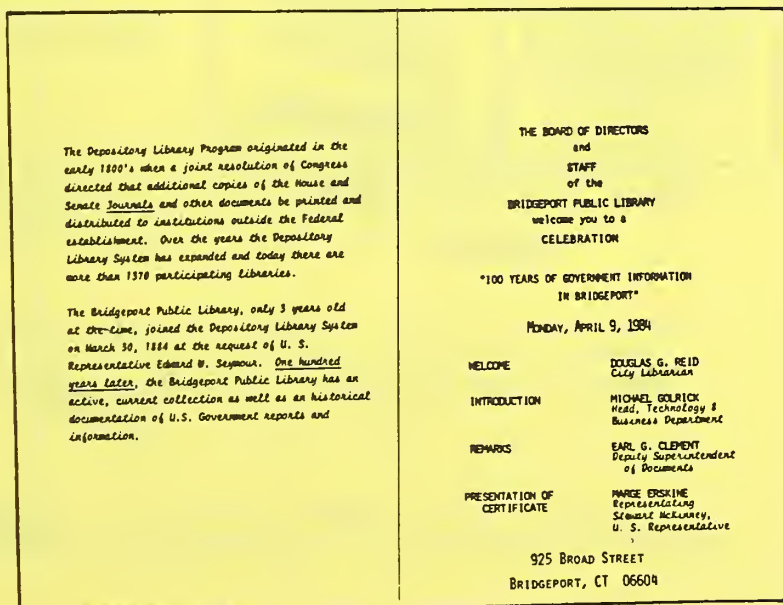 The Depository Library Program originated in the
early 1800's when a joint resolution of Congress
directed that additional copies of the House and
Senate Journals and other documents be printed and
distributed to institutions outside the Federal
establishment. Over the years the Depository
Library System has expanded and today there are
more than 1370 participating libraries.
The Bridgeport Public Library, only 3 years old
at the time, joined the Depository Library System
on March 30, 1884 at the request of U. S.
Representative Edward W. Seymour. One hundred
years later, the Bridgeport Public Library has an
active, current collection as well as an historical
documentation of U.S. Government reports and
information.
THE BOARD OF DIRECTORS
and
STAFF
of the
BRIDGEPORT PUBLIC LIBRARY
welcome you to a
CELEBRATION
"100 YEARS OF GOVERNMENT INFORMATION
IN BRIDGEPORT"
MONDAY, APRIL 9, 1984
WELCOME DOUGLAS G. REID
City Librarian
INTRODUCTION MICHAEL GOLRICK
Head, Technology &
Business Department
REMARKS EARL G. CLEMENT
Deputy Superintendent
of Documents
PRESENTATION OF MARGE ERSKINE
CERTIFICATE Representating
Stewart McKinney,
U. S. Representative
925 BROAD STREET
BRIDGEPORT, CT 06604